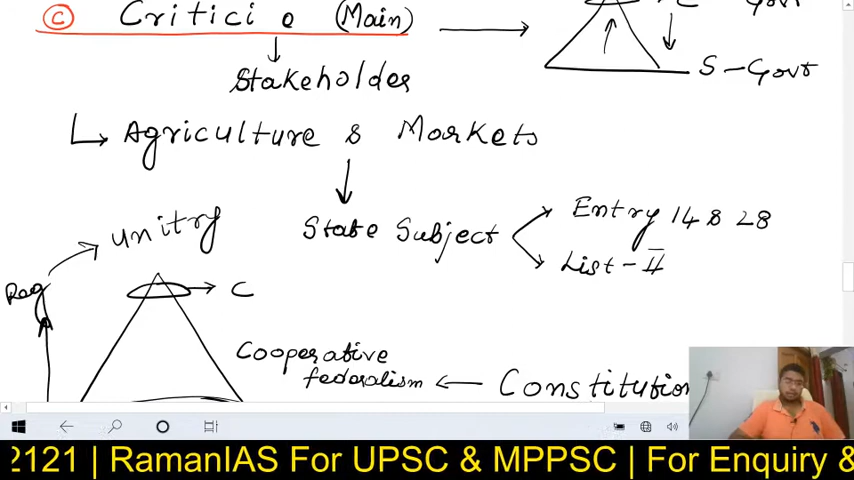 C Critici e (Main)
Govt
S - Govt
Stakeholder
Agriculture & Markets
unitry
State Subject
Entry 14 & 28
List - II
Reg
C
Cooperative
federalism
Constitution
2121 | RamanIAS For UPSC & MPPSC | For Enquiry &